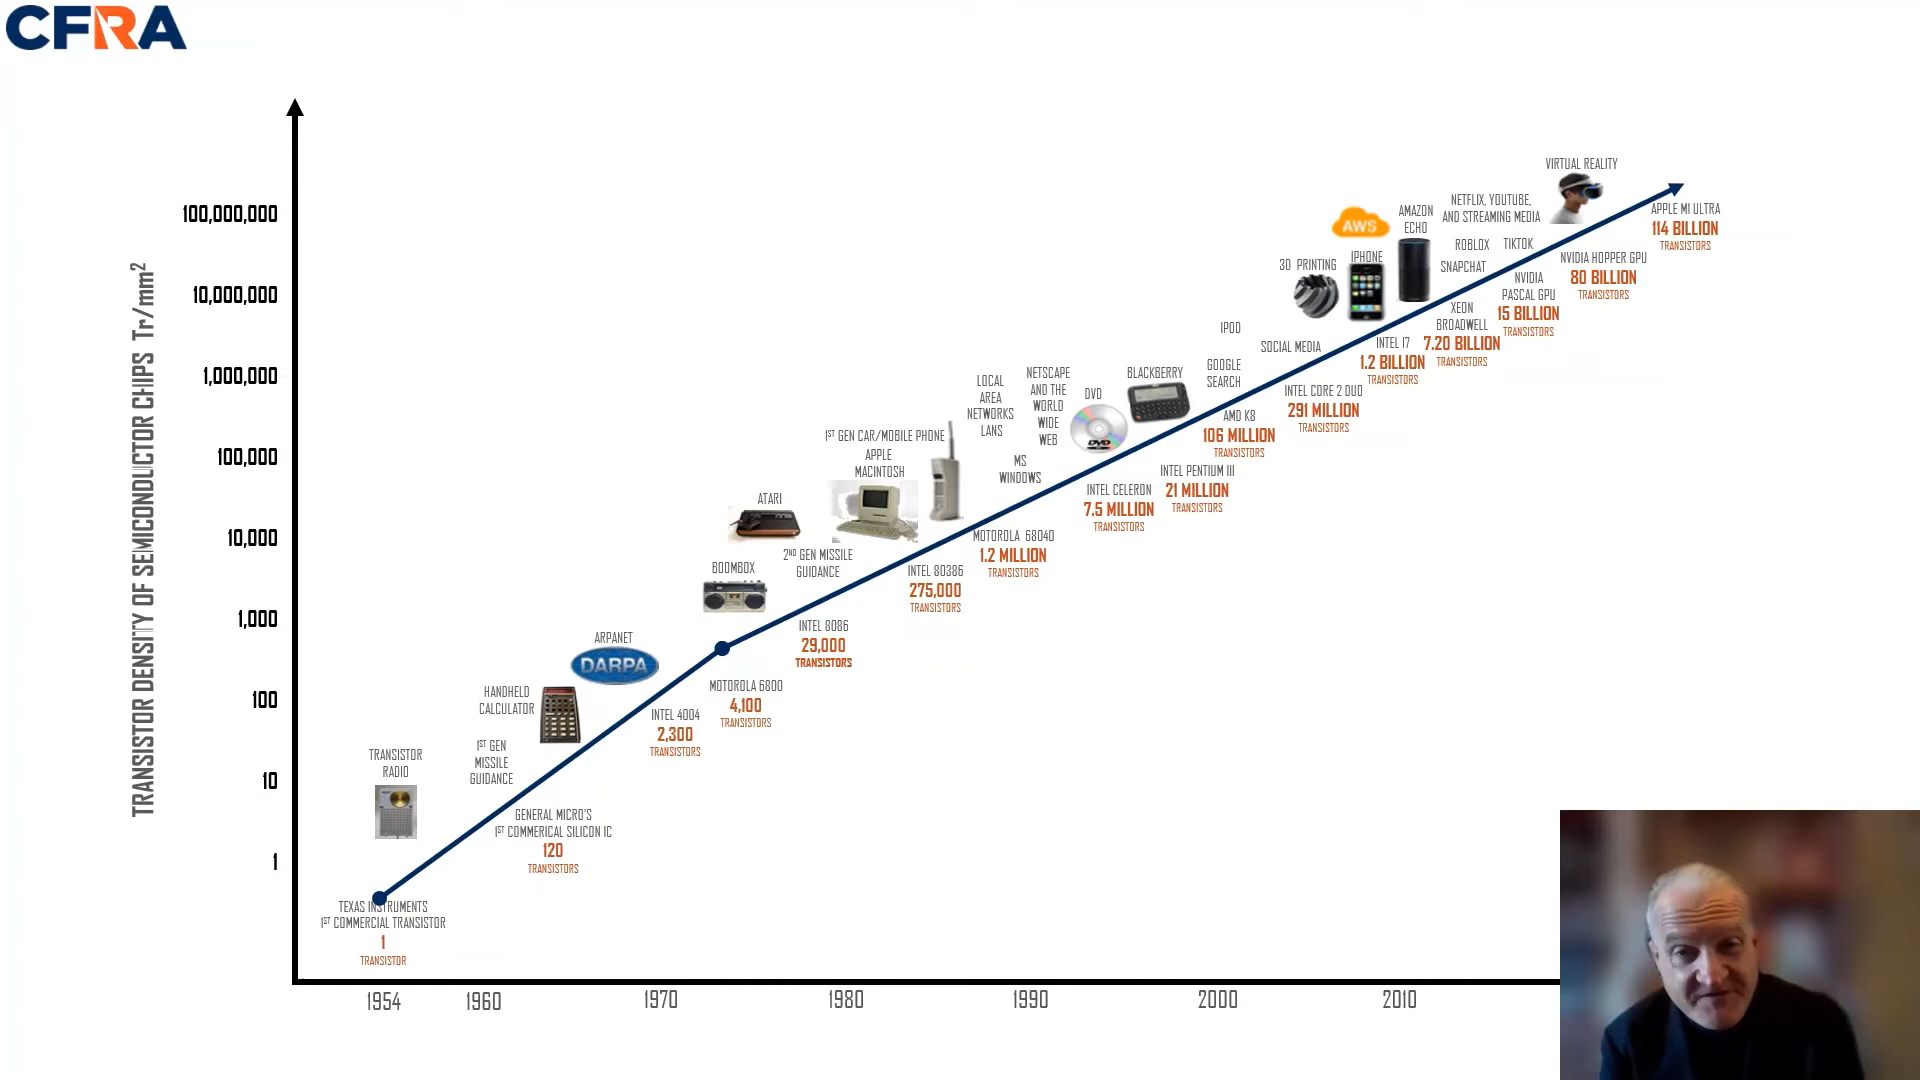 CFRA
TRANSISTOR DENSITY OF SEMICONDUCTOR CHIPS Tr/mm2
100,000,000
10,000,000
1,000,000
100,000
10,000
1,000
100
10
1
1954
1960
1970
1980
1990
2000
2010
TEXAS INSTRUMENTS
1ST COMMERCIAL TRANSISTOR
1
TRANSISTOR
TRANSISTOR
RADIO
1ST GEN
MISSILE
GUIDANCE
GENERAL MICRO'S
1ST COMMERICAL SILICON IC
120
TRANSISTORS
HANDHELD
CALCULATOR
ARPANET
DARPA
INTEL 4004
2,300
TRANSISTORS
MOTOROLA 6800
4,100
TRANSISTORS
BOOMBOX
ATARI
2ND GEN MISSILE
GUIDANCE
INTEL 8086
29,000
TRANSISTORS
1ST GEN CAR/MOBILE PHONE
APPLE
MACINTOSH
INTEL 80386
275,000
TRANSISTORS
LOCAL
AREA
NETWORKS
LANS
MS
WINDOWS
MOTOROLA 68040
1.2 MILLION
TRANSISTORS
NETSCAPE
AND THE
WORLD
WIDE
WEB
DVD
DVD
INTEL CELERON
7.5 MILLION
TRANSISTORS
BLACKBERRY
INTEL PENTIUM III
21 MILLION
TRANSISTORS
IPOD
GOOGLE
SEARCH
AMD K8
106 MILLION
TRANSISTORS
SOCIAL MEDIA
INTEL CORE 2 DUO
291 MILLION
TRANSISTORS
3D PRINTING
IPHONE
AWS
AMAZON
ECHO
INTEL I7
1.2 BILLION
TRANSISTORS
NETFLIX, YOUTUBE,
AND STREAMING MEDIA
ROBLOX
TIKTOK
SNAPCHAT
XEON
BROADWELL
7.20 BILLION
TRANSISTORS
NVIDIA
PASCAL GPU
15 BILLION
TRANSISTORS
VIRTUAL REALITY
NVIDIA HOPPER GPU
80 BILLION
TRANSISTORS
APPLE M1 ULTRA
114 BILLION
TRANSISTORS